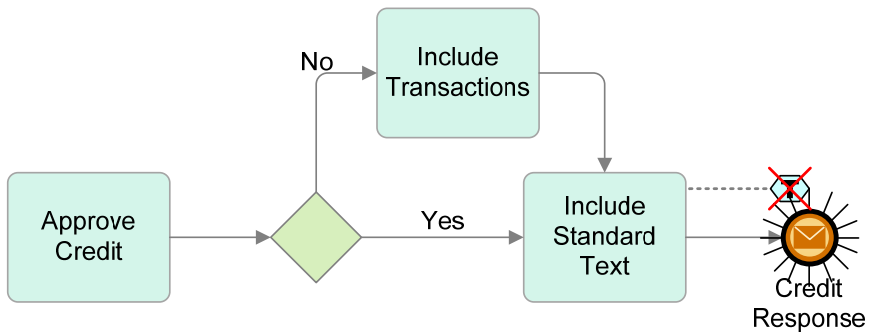 No
Include
Transactions
Approve
Credit
Yes
Include
Standard
Text
Credit
Response